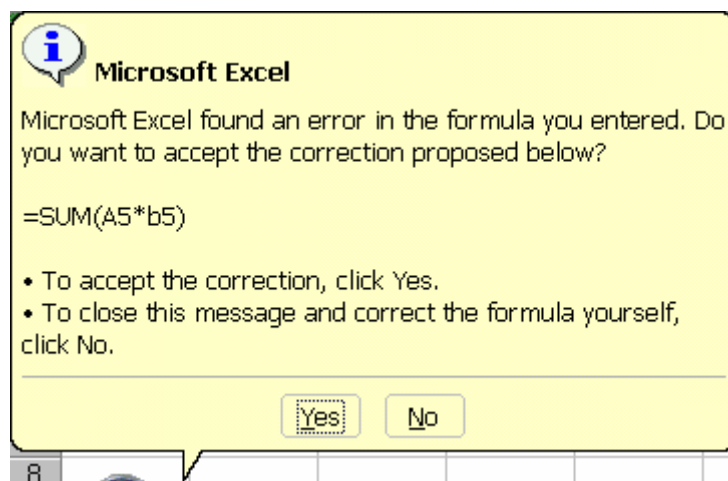 Microsoft Excel
Microsoft Excel found an error in the formula you entered. Do
you want to accept the correction proposed below?
=SUM(A5*b5)
• To accept the correction, click Yes.
• To close this message and correct the formula yourself,
click No.
Yes No
8